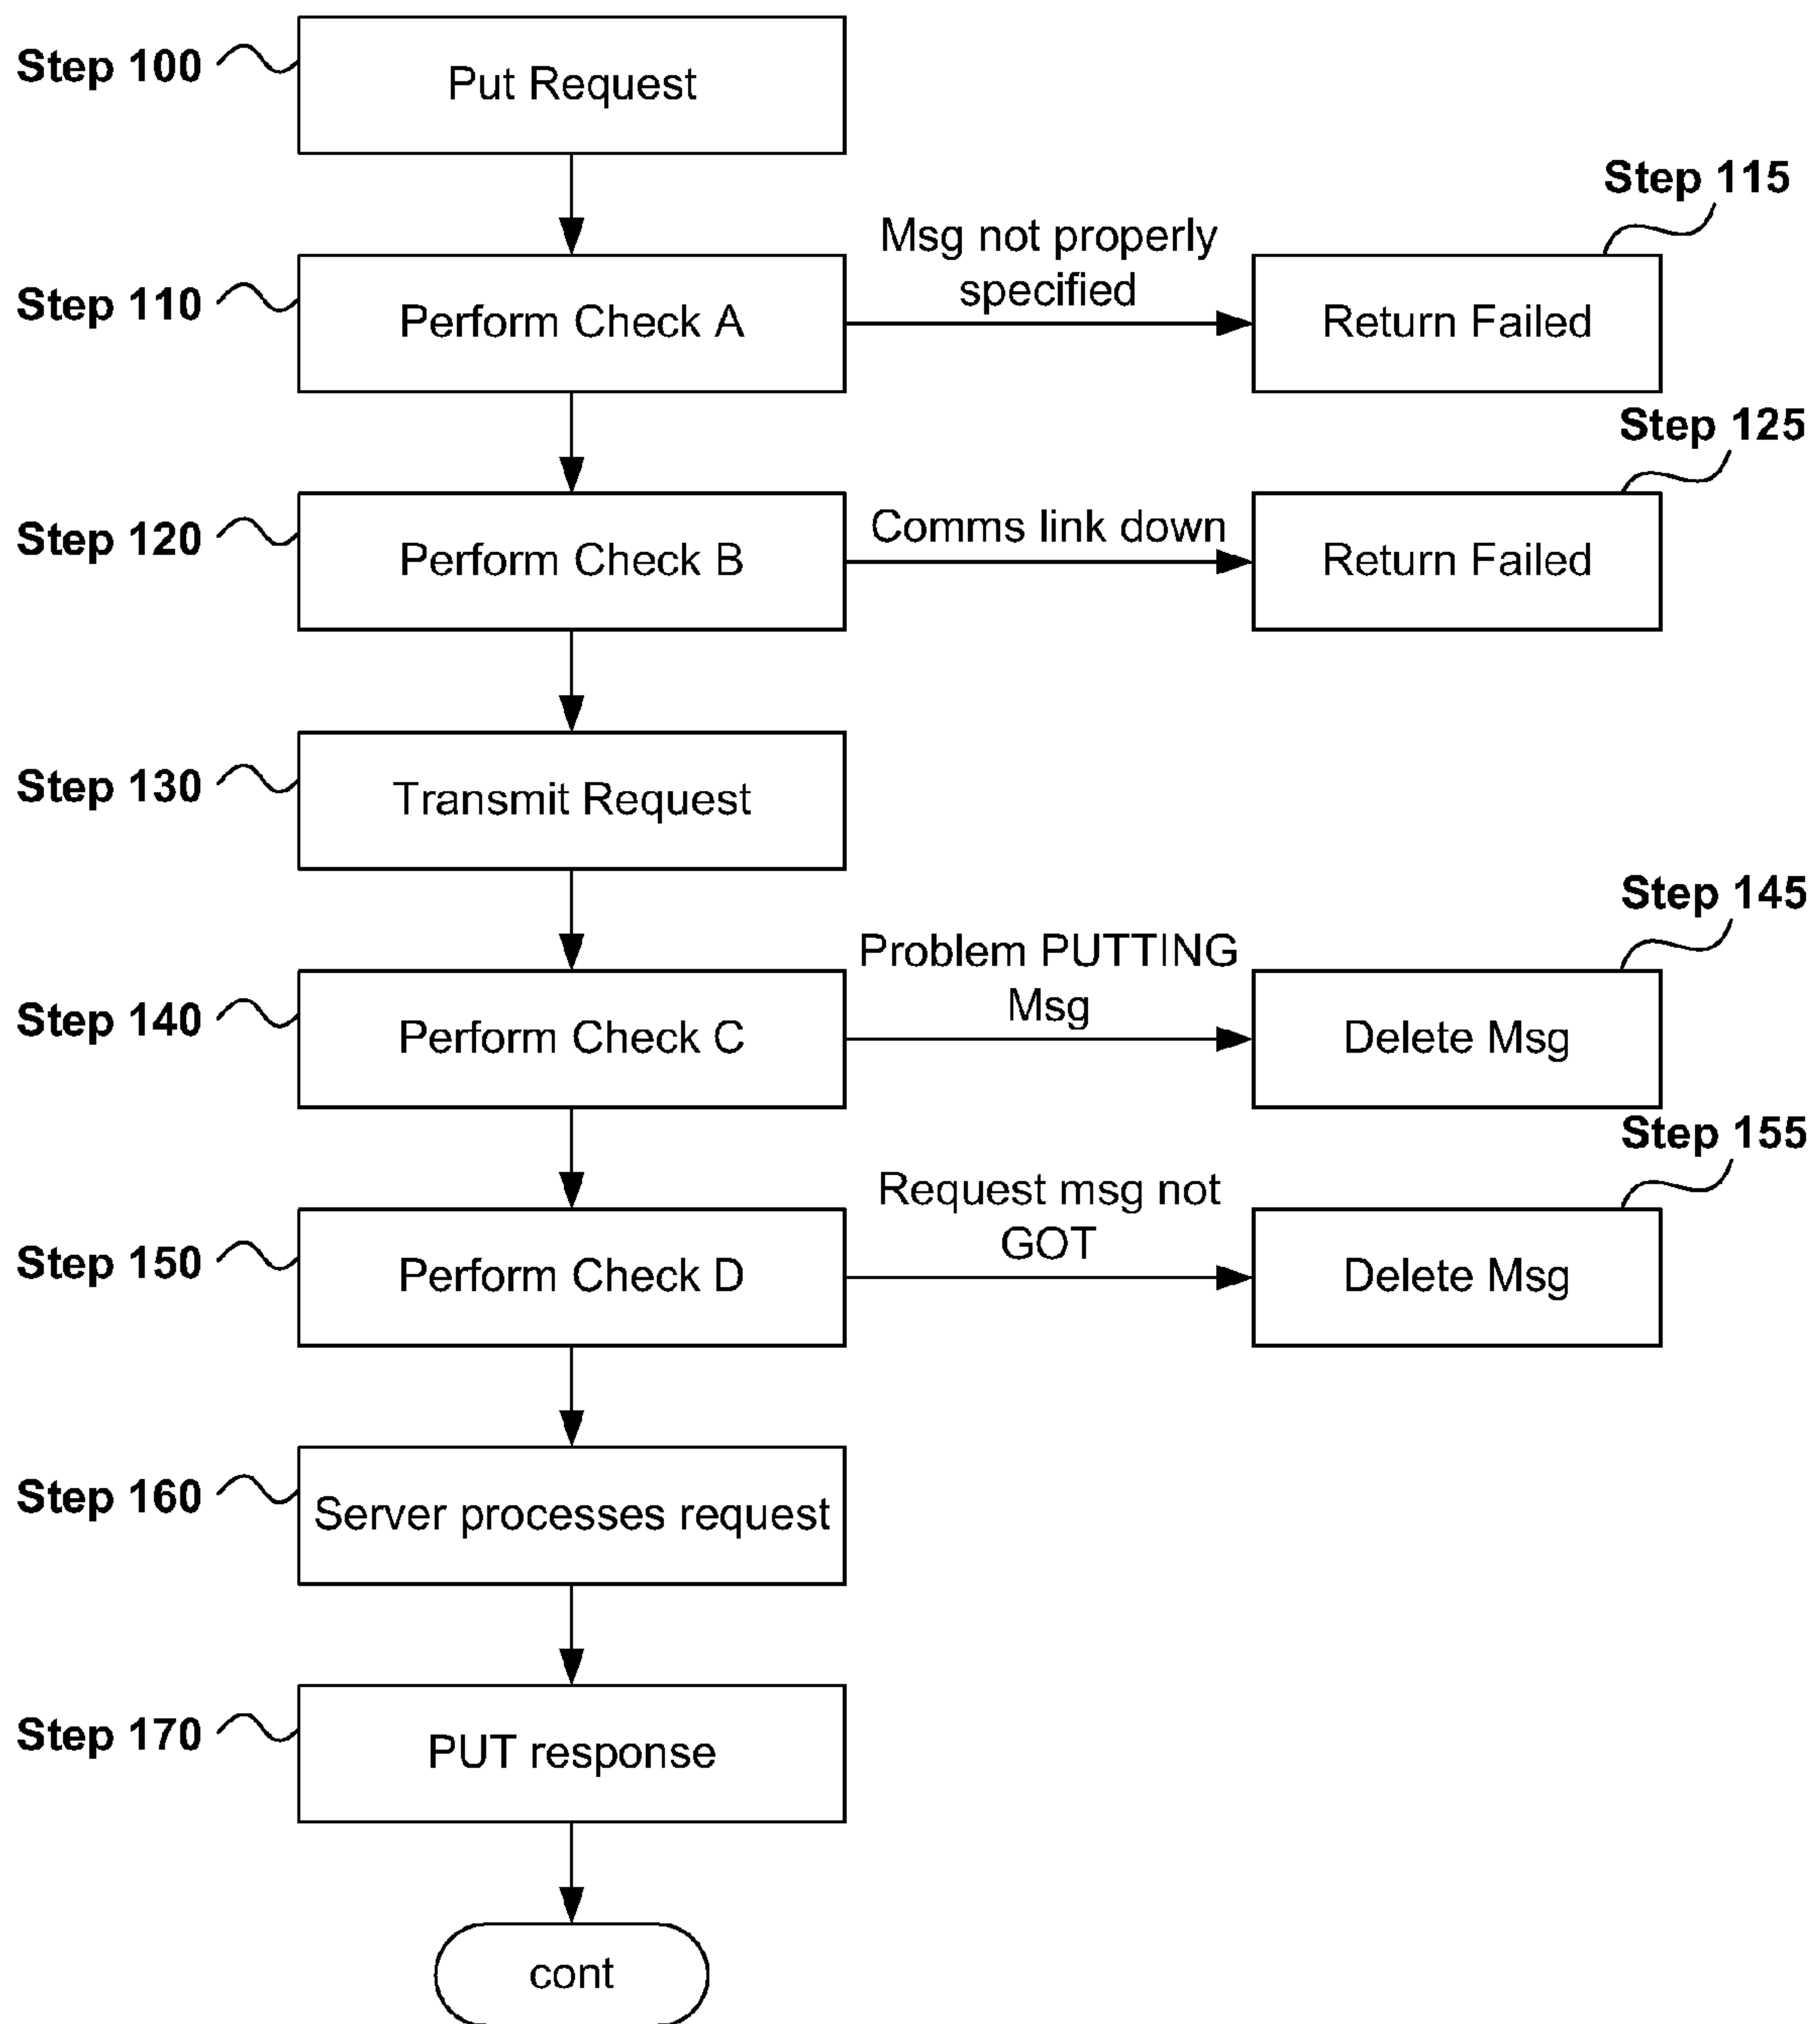 Step 100
Put Request
Step 115
Msg not properly
specified
Step 110
Perform Check A
Return Failed
Step 125
Comms link down
Step 120
Perform Check B
Return Failed
Step 130
Transmit Request
Step 145
Problem PUTTING
Msg
Step 140
Perform Check C
Delete Msg
Step 155
Request msg not
GOT
Step 150
Perform Check D
Delete Msg
Step 160
Server processes request
Step 170
PUT response
cont